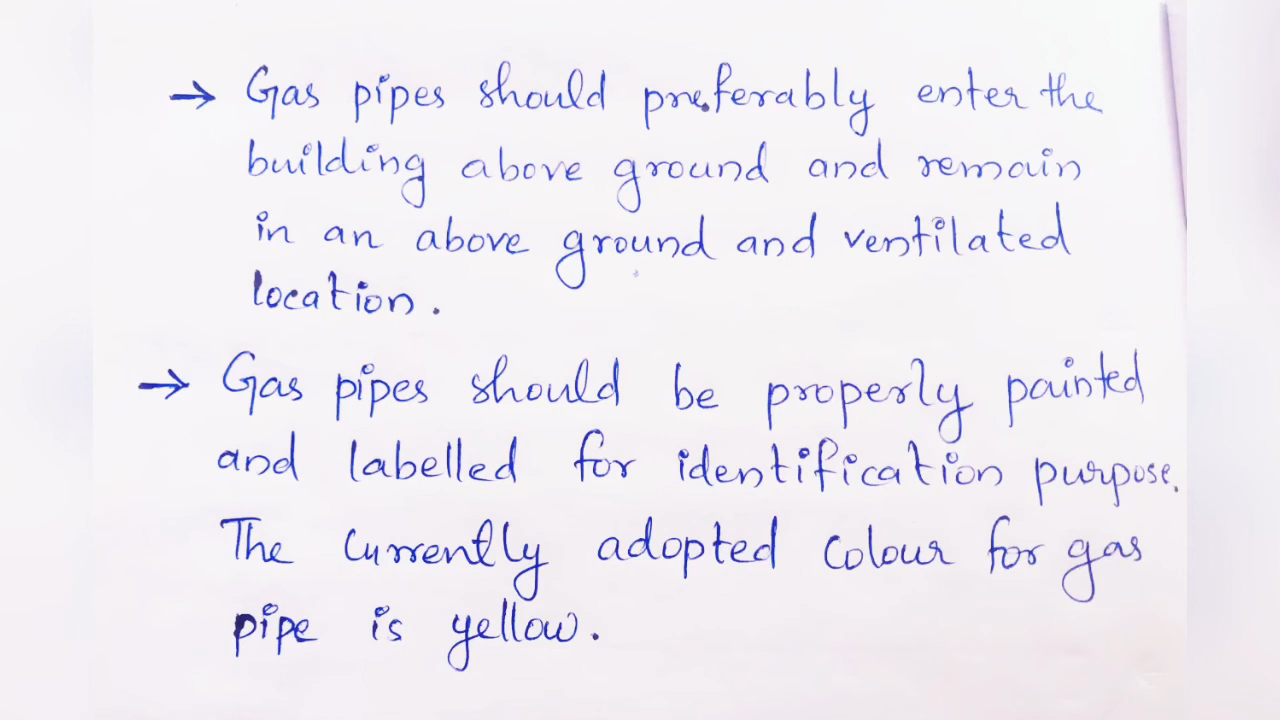 → Gas pipes should preferably enter the
building above ground and remain
in an above ground and ventilated
location.
→ Gas pipes should be properly painted
and labelled for identification purpose.
The currently adopted colour for gas
pipe is yellow.